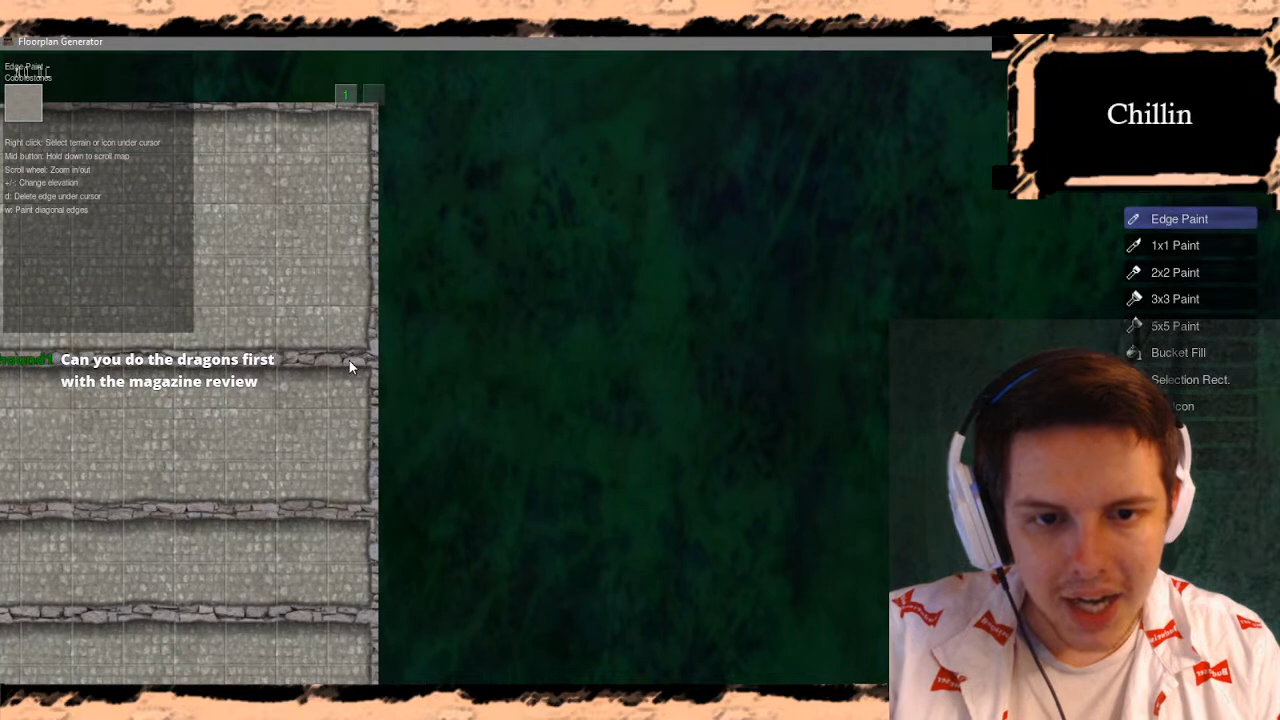 Floorplan Generator
Edge Paint
Cobblestones
1
Right click: Select terrain or icon under cursor
Mid button: Hold down to scroll map
Scroll wheel: Zoom in/out
+/-: Change elevation
d: Delete edge under cursor
w: Paint diagonal edges
Can you do the dragons first
with the magazine review
Chillin
Edge Paint
1x1 Paint
2x2 Paint
3x3 Paint
5x5 Paint
Bucket Fill
Selection Rect.